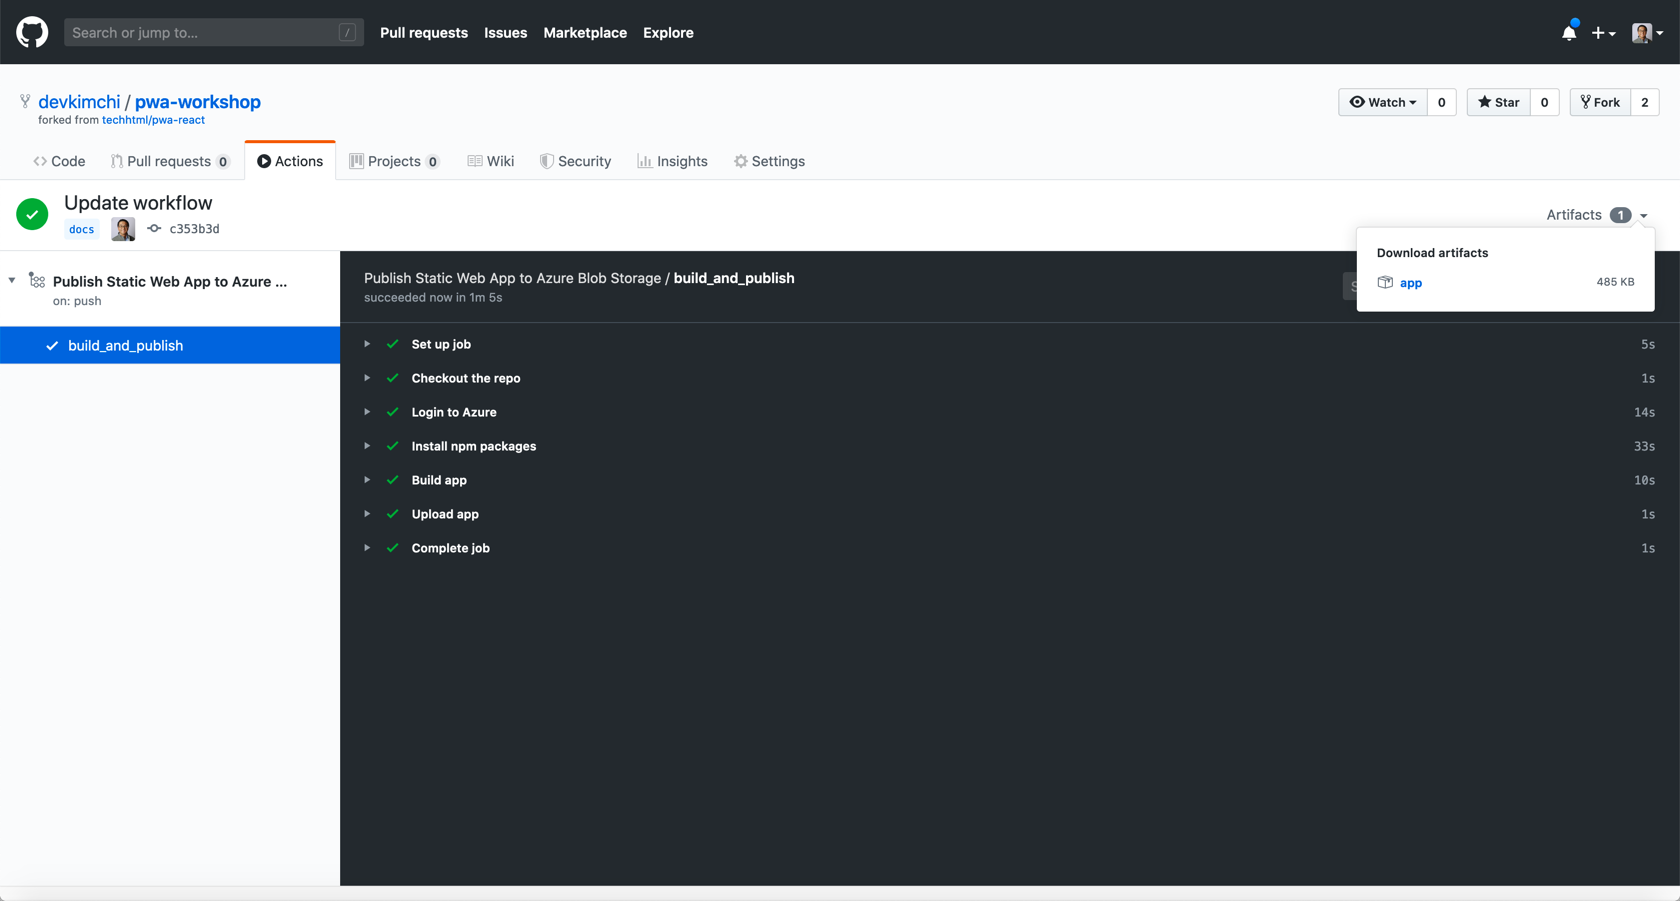 Search or jump to... /
Pull requests Issues Marketplace Explore
devkimchi / pwa-workshop
forked from techhtml/pwa-react
Watch 0 Star 0 Fork 2
Code Pull requests 0 Actions Projects 0 Wiki Security Insights Settings
Update workflow
docs c353b3d
Artifacts 1
Download artifacts
app 485 KB
Publish Static Web App to Azure ...
on: push
build_and_publish
Publish Static Web App to Azure Blob Storage / build_and_publish
succeeded now in 1m 5s
Set up job 5s
Checkout the repo 1s
Login to Azure 14s
Install npm packages 33s
Build app 10s
Upload app 1s
Complete job 1s